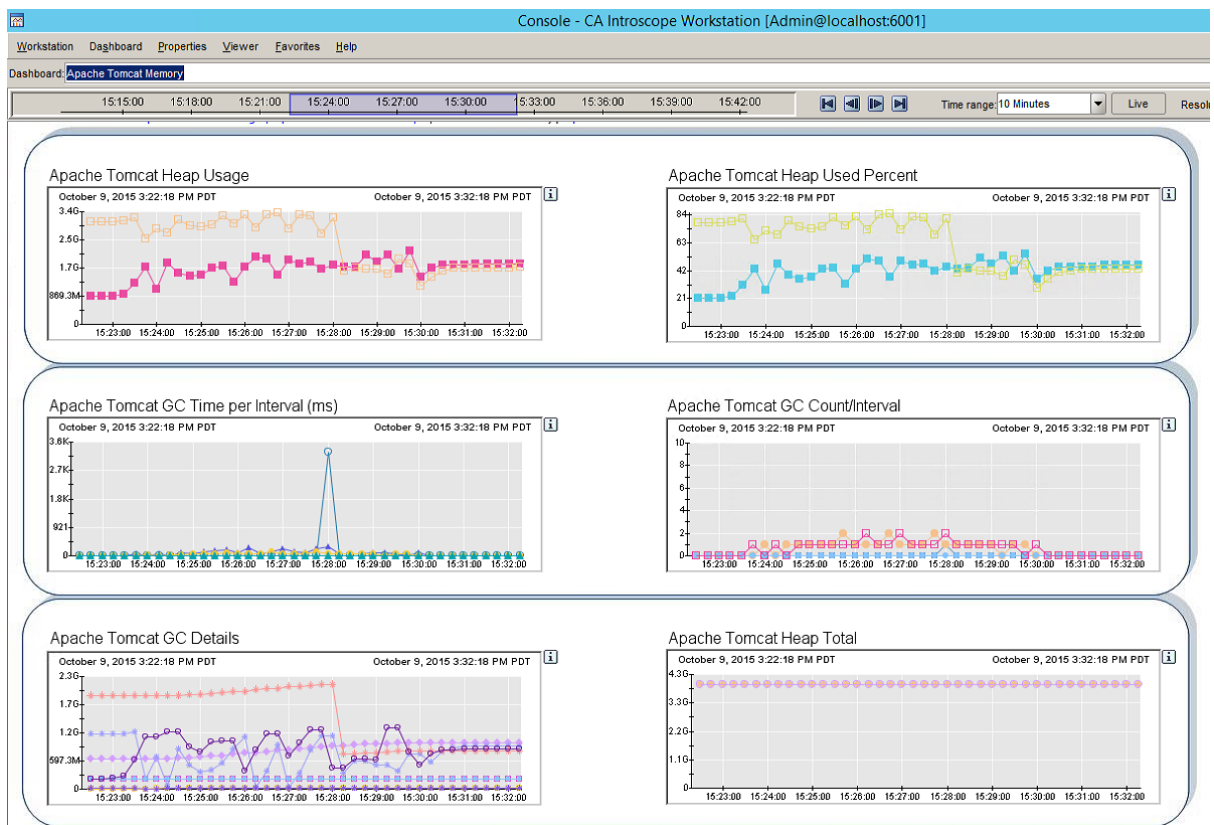 Console - CA Introscope Workstation [Admin@localhost:6001]
Workstation Dashboard Properties Viewer Favorites Help
Dashboard: Apache Tomcat Memory
15:15:00 15:18:00 15:21:00 15:24:00 15:27:00 15:30:00 15:33:00 15:36:00 15:39:00 15:42:00 Time range: 10 Minutes Live
Apache Tomcat Heap Usage
October 9, 2015 3:22:18 PM PDT October 9, 2015 3:32:18 PM PDT i
3.4G
2.5G
1.7G
869.3M
0
15:23:00 15:24:00 15:25:00 15:26:00 15:27:00 15:28:00 15:29:00 15:30:00 15:31:00 15:32:00
Apache Tomcat Heap Used Percent
October 9, 2015 3:22:18 PM PDT October 9, 2015 3:32:18 PM PDT i
84
63
42
21
0
15:23:00 15:24:00 15:25:00 15:26:00 15:27:00 15:28:00 15:29:00 15:30:00 15:31:00 15:32:00
Apache Tomcat GC Time per Interval (ms)
October 9, 2015 3:22:18 PM PDT October 9, 2015 3:32:18 PM PDT i
3.6K
2.7K
1.8K
921
0
15:23:00 15:24:00 15:25:00 15:26:00 15:27:00 15:28:00 15:29:00 15:30:00 15:31:00 15:32:00
Apache Tomcat GC Count/Interval
October 9, 2015 3:22:18 PM PDT October 9, 2015 3:32:18 PM PDT i
10
8
6
4
2
0
15:23:00 15:24:00 15:25:00 15:26:00 15:27:00 15:28:00 15:29:00 15:30:00 15:31:00 15:32:00
Apache Tomcat GC Details
October 9, 2015 3:22:18 PM PDT October 9, 2015 3:32:18 PM PDT i
2.3G
1.7G
1.2G
597.3M
0
15:23:00 15:24:00 15:25:00 15:26:00 15:27:00 15:28:00 15:29:00 15:30:00 15:31:00 15:32:00
Apache Tomcat Heap Total
October 9, 2015 3:22:18 PM PDT October 9, 2015 3:32:18 PM PDT i
4.3G
3.3G
2.2G
1.1G
0
15:23:00 15:24:00 15:25:00 15:26:00 15:27:00 15:28:00 15:29:00 15:30:00 15:31:00 15:32:00